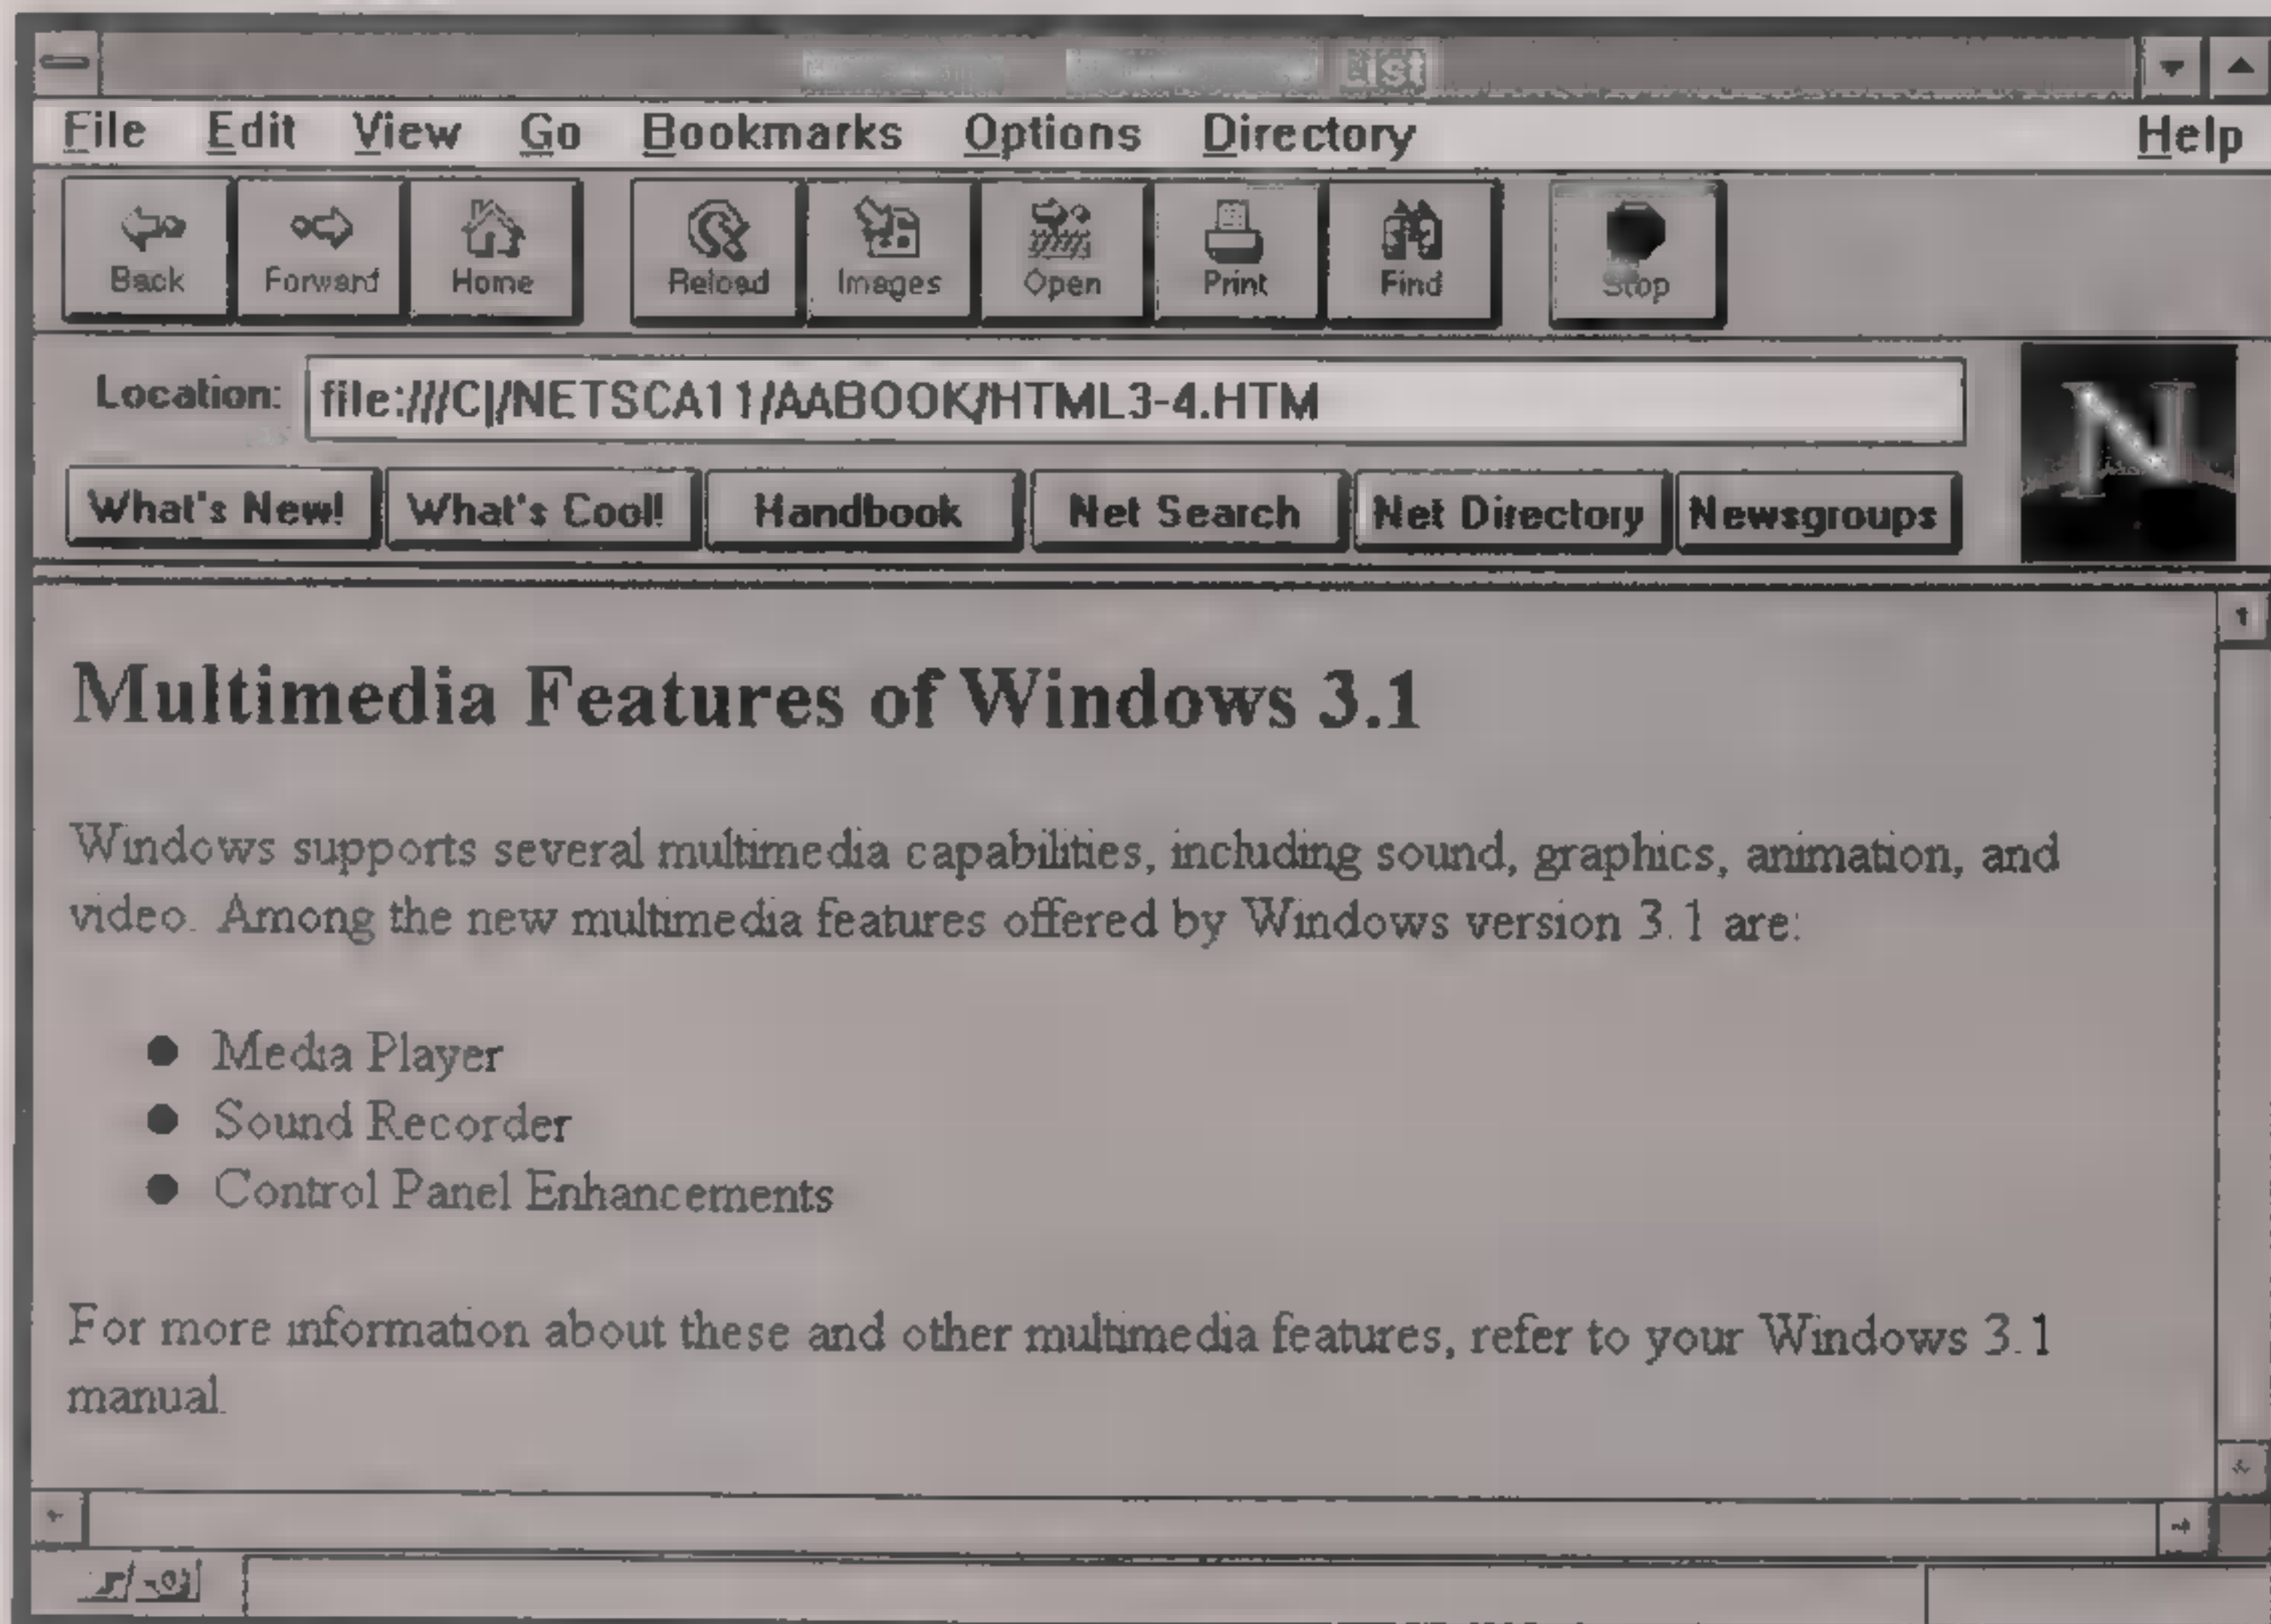 File Edit View Go Bookmarks Options Directory Help
Back Forward Home Reload Images Open Print Find Stop
Location: file:///C|/NETSCA11/AABOOK/HTML3-4.HTM
N
What's New! What's Cool! Handbook Net Search Net Directory Newsgroups
Multimedia Features of Windows 3.1
Windows supports several multimedia capabilities, including sound, graphics, animation, and
video. Among the new multimedia features offered by Windows version 3.1 are:
● Media Player
● Sound Recorder
● Control Panel Enhancements
For more information about these and other multimedia features, refer to your Windows 3.1
manual.